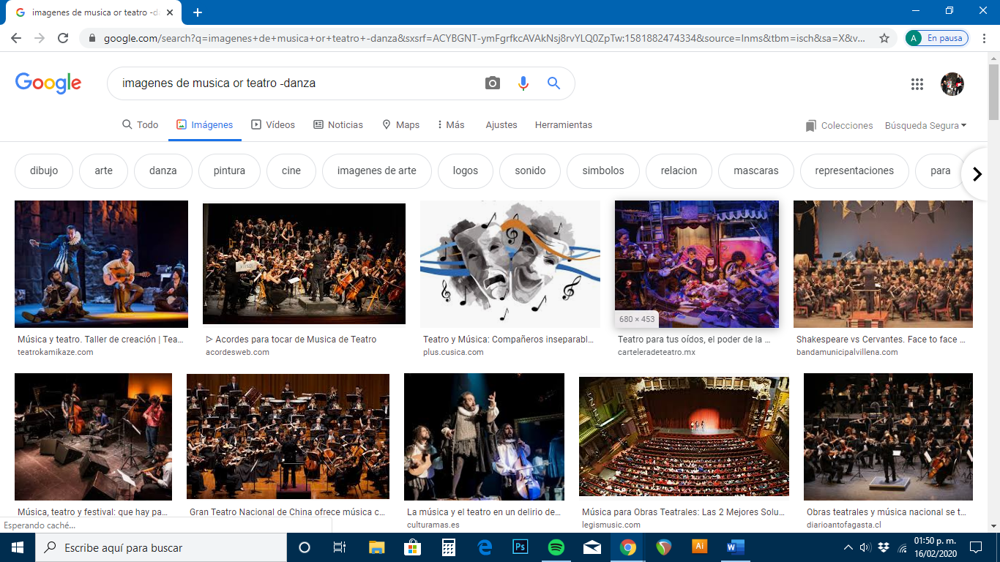 imagenes de musica or teatro -da
google.com/search?q=imagenes+de+musica+or+teatro+-danza&sxsrf=ACYBGNT-ymFgrfkcAVAkNsj8rvYLQ0ZpTw:1581882474334&source=lnms&tbm=isch&sa=X&v...
A En pausa
Google
imagenes de musica or teatro -danza
Todo Imágenes Vídeos Noticias Maps Más Ajustes Herramientas Colecciones Búsqueda Segura
dibujo arte danza pintura cine imagenes de arte logos sonido simbolos relacion mascaras representaciones para
680 × 453
Música y teatro. Taller de creación | Tea... ▷ Acordes para tocar de Musica de Teatro Teatro y Música: Compañeros inseparabl... Teatro para tus oídos, el poder de la ... Shakespeare vs Cervantes. Face to face ...
teatrokamikaze.com acordesweb.com plus.cusica.com carteleradeteatro.mx bandamunicipalvillena.com
Música, teatro y festival: que hay pa... Gran Teatro Nacional de China ofrece música c... La música y el teatro en un delirio de... Música para Obras Teatrales: Las 2 Mejores Solu... Obras teatrales y música nacional se t...
Esperando caché... culturamas.es legismusic.com diarioantofagasta.cl
Escribe aquí para buscar
Ps
Ai
W
01:50 p. m.
16/02/2020